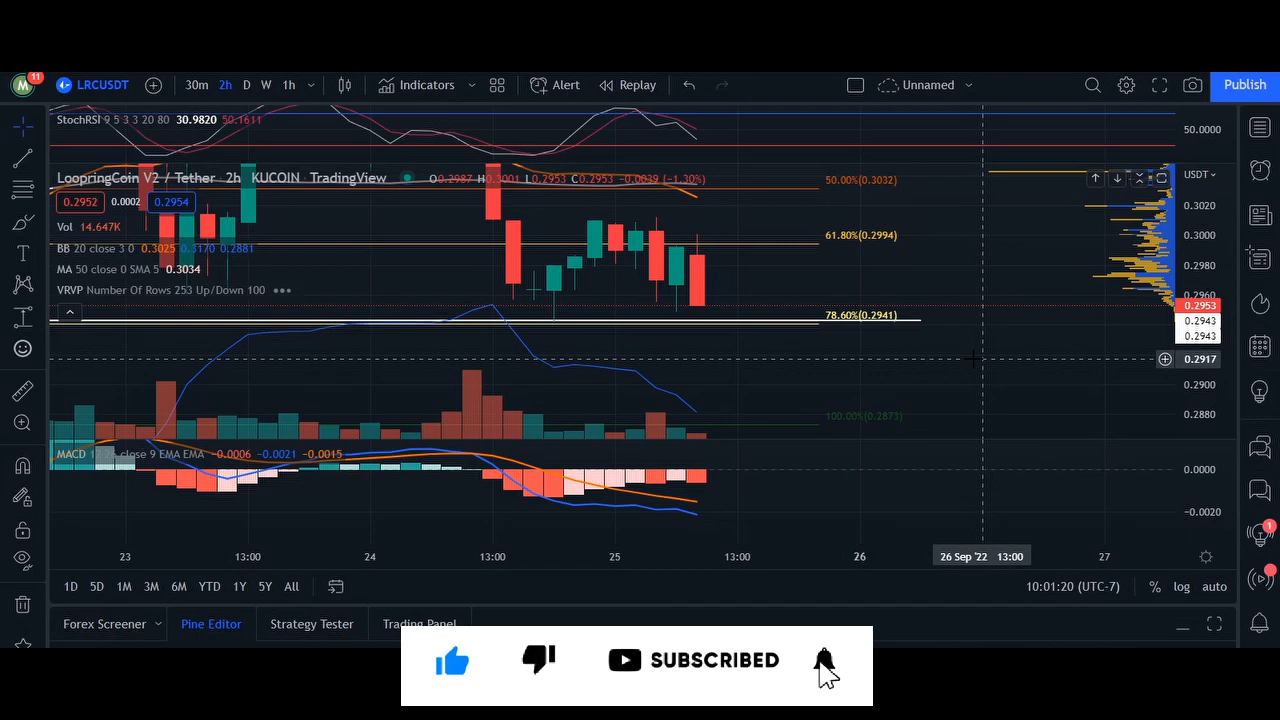 11
M LRCUSDT 30m 2h D W 1h Indicators Alert Replay Unnamed Publish
StochRSI 9 5 3 3 20 80 30.9820 50.1611
50.0000
LoopringCoin V2 / Tether · 2h · KUCOIN · TradingView O0.2987 H0.3001 L0.2953 C0.2953 −0.0039 (−1.30%)
USDT
50.00%(0.3032)
2952 0.0002 2954
0.3020
Vol 14.647K
61.80%(0.2994)
0.3000
BB 20 close 3 0 0.3025 0.3170 0.2881
MA 50 close 0 SMA 5 0.3034
0.2980
VRVP Number Of Rows 253 Up/Down 100
0.2960
0.2953
78.60%(0.2941)
0.2943
0.2943
0.2917
0.2900
100.00%(0.2873)
0.2880
MACD 12 26 close 9 EMA EMA −0.0006 −0.0021 −0.0015
0.0000
−0.0020
23 13:00 24 13:00 25 13:00 26 26 Sep '22 13:00 27
1D 5D 1M 3M 6M YTD 1Y 5Y All 10:01:20 (UTC-7) % log auto
Forex Screener Pine Editor Strategy Tester Trading Panel
1
SUBSCRIBED